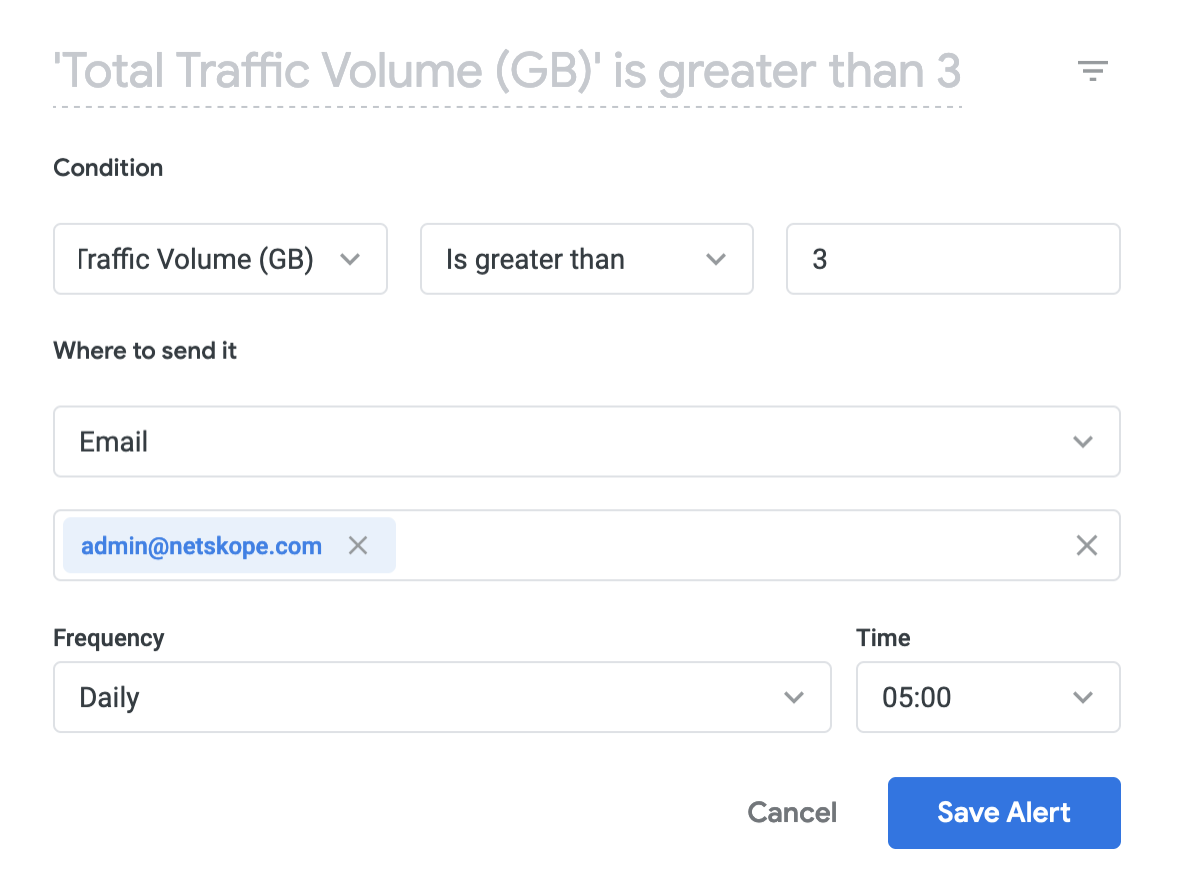 'Total Traffic Volume (GB)' is greater than 3
Condition
Traffic Volume (GB)
Is greater than
3
Where to send it
Email
admin@netskope.com
Frequency
Time
Daily
05:00
Cancel
Save Alert